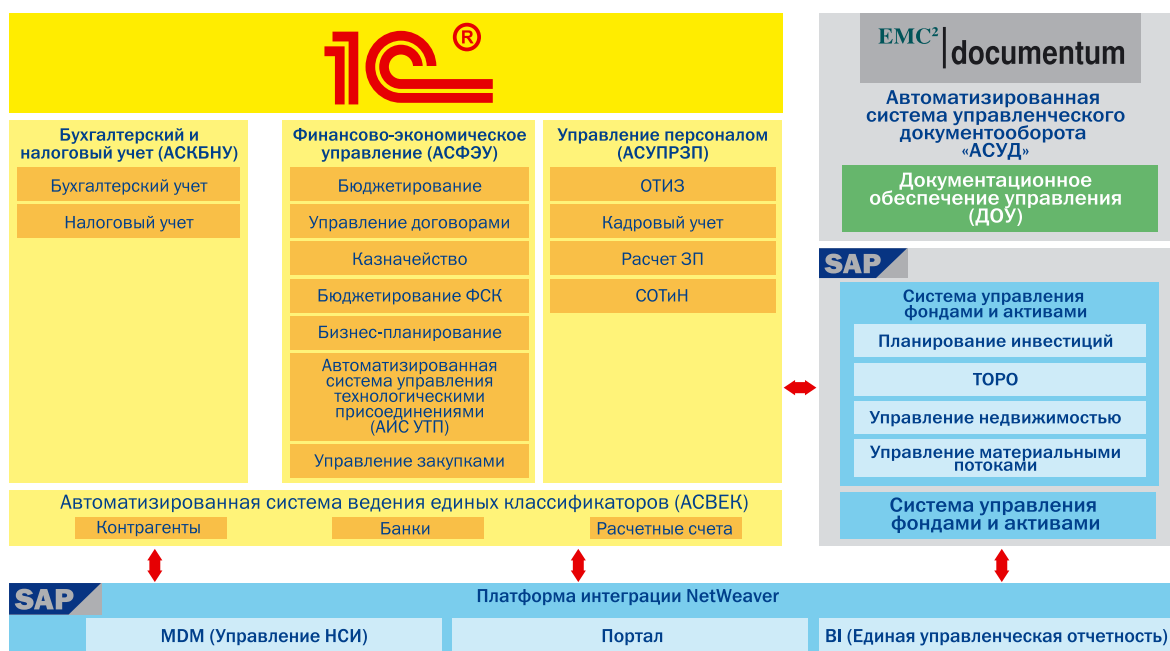 1С®
EMC² documentum
Автоматизированная
система управленческого
документооборота
«АСУД»
Документационное
обеспечение управления
(ДОУ)
Бухгалтерский и
налоговый учет (АСКБНУ)
Бухгалтерский учет
Налоговый учет
Финансово-экономическое
управление (АСФЭУ)
Бюджетирование
Управление договорами
Казначейство
Бюджетирование ФСК
Бизнес-планирование
Автоматизированная
система управления
технологическими
присоединениями
(АИС УТП)
Управление закупками
Управление персоналом
(АСУПРЗП)
ОТИЗ
Кадровый учет
Расчет ЗП
СОТиН
SAP
Система управления
фондами и активами
Планирование инвестиций
ТОРО
Управление недвижимостью
Управление материальными
потоками
Система управления
фондами и активами
Автоматизированная система ведения единых классификаторов (АСВЕК)
Контрагенты
Банки
Расчетные счета
SAP
Платформа интеграции NetWeaver
MDM (Управление НСИ)
Портал
BI (Единая управленческая отчетность)